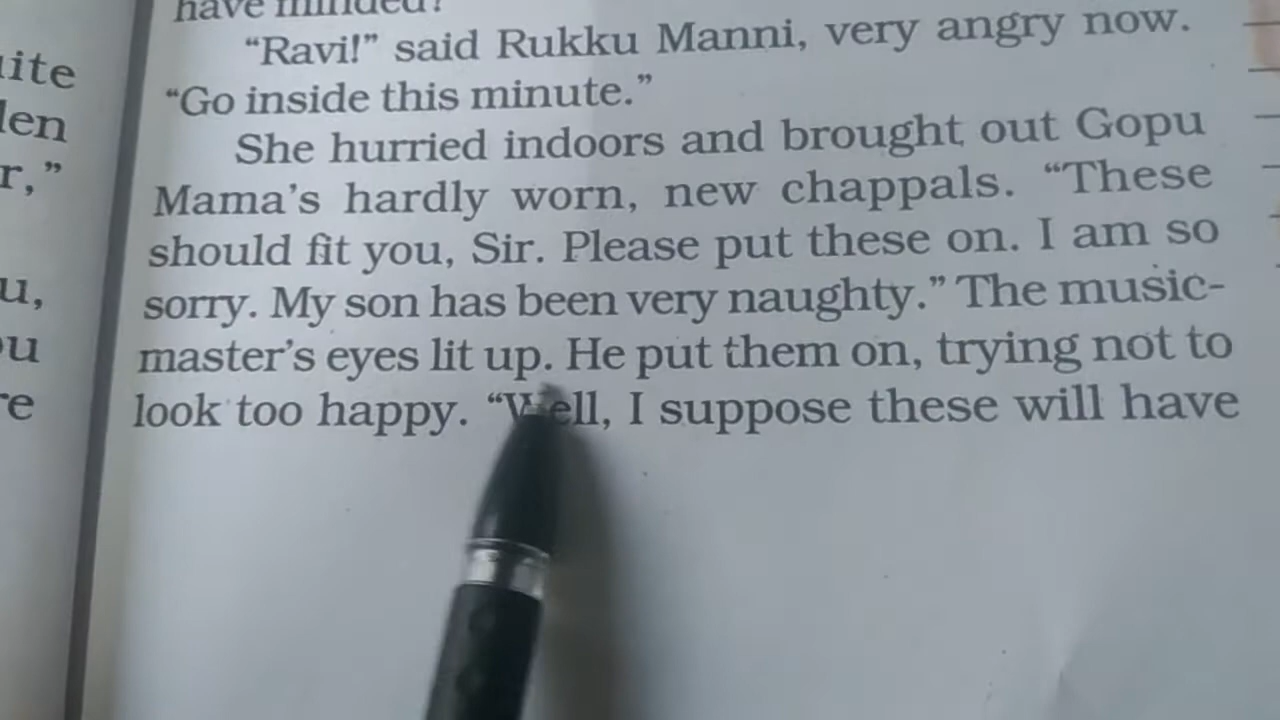 have minded?
"Ravi!" said Rukku Manni, very angry now.
"Go inside this minute."
She hurried indoors and brought out Gopu
Mama's hardly worn, new chappals. "These
should fit you, Sir. Please put these on. I am so
sorry. My son has been very naughty." The music-
master's eyes lit up. He put them on, trying not to
look too happy. "Well, I suppose these will have